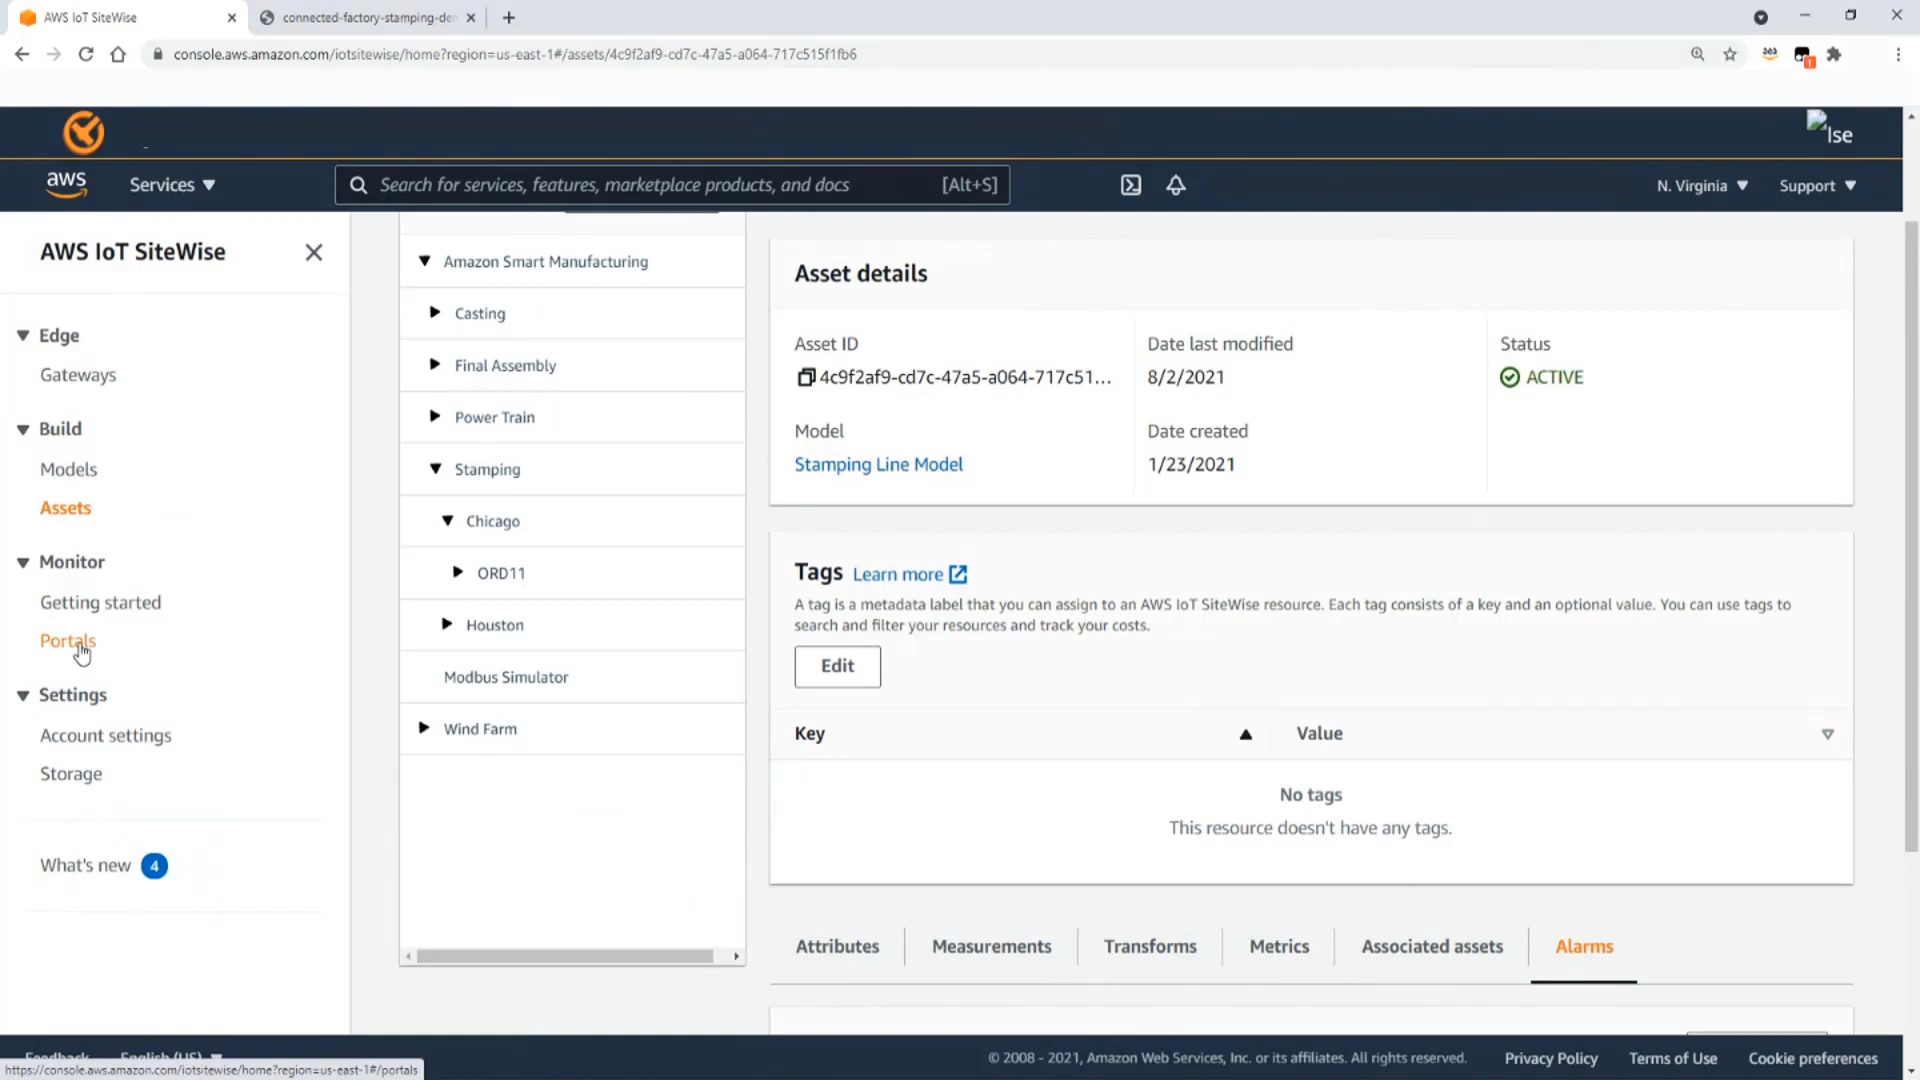 AWS IoT SiteWise
connected-factory-stamping-de
console.aws.amazon.com/iotsitewise/home?region=us-east-1#/assets/4c9f2af9-cd7c-47a5-a064-717c515f1fb6
1
lse
aws
Services
Search for services, features, marketplace products, and docs
[Alt+S]
N. Virginia
Support
AWS IoT SiteWise
Edge
Gateways
Build
Models
Assets
Monitor
Getting started
Portals
Settings
Account settings
Storage
What's new 4
Amazon Smart Manufacturing
Casting
Final Assembly
Power Train
Stamping
Chicago
ORD11
Houston
Modbus Simulator
Wind Farm
Asset details
Asset ID
4c9f2af9-cd7c-47a5-a064-717c51...
Model
Stamping Line Model
Date last modified
8/2/2021
Date created
1/23/2021
Status
ACTIVE
Tags Learn more
A tag is a metadata label that you can assign to an AWS IoT SiteWise resource. Each tag consists of a key and an optional value. You can use tags to
search and filter your resources and track your costs.
Edit
Key
Value
No tags
This resource doesn't have any tags.
Attributes
Measurements
Transforms
Metrics
Associated assets
Alarms
Feedback
English (US)
© 2008 - 2021, Amazon Web Services, Inc. or its affiliates. All rights reserved.
Privacy Policy
Terms of Use
Cookie preferences
https://console.aws.amazon.com/iotsitewise/home?region=us-east-1#/portals